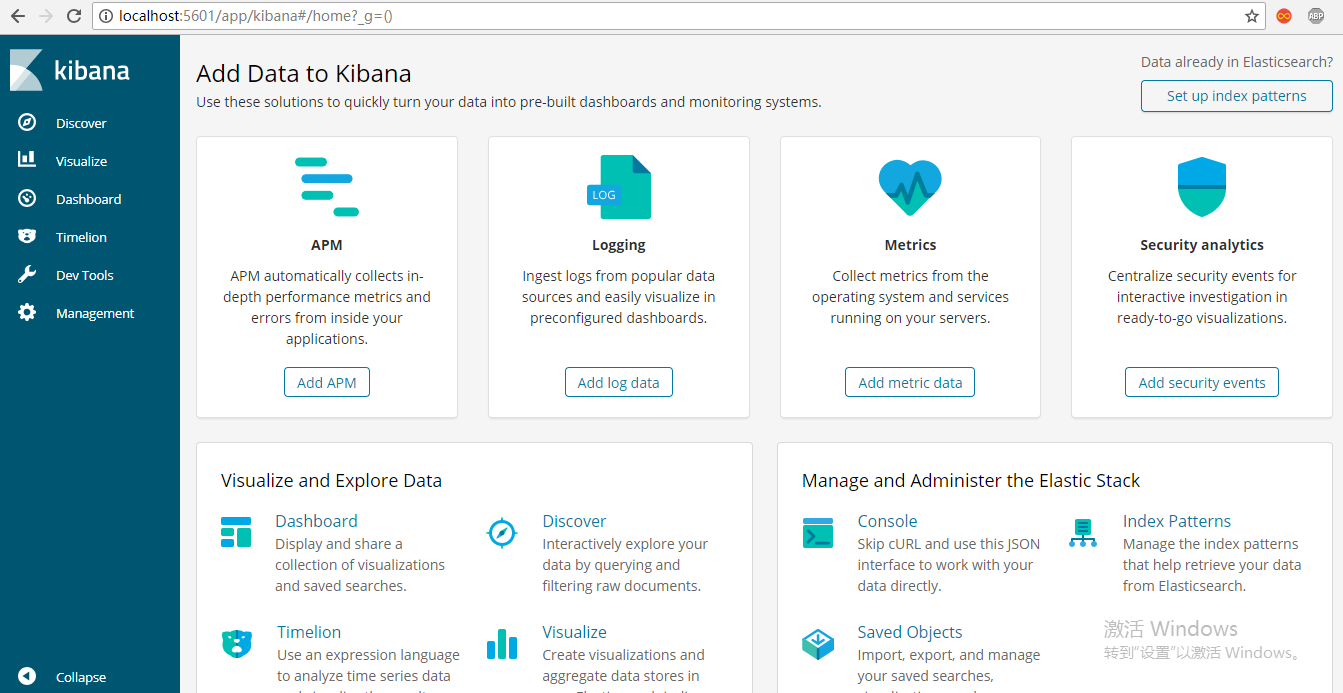 localhost:5601/app/kibana#/home?_g=()
ABP
kibana
Discover
Visualize
Dashboard
Timelion
Dev Tools
Management
Collapse
Add Data to Kibana
Use these solutions to quickly turn your data into pre-built dashboards and monitoring systems.
Data already in Elasticsearch?
Set up index patterns
APM
APM automatically collects in-
depth performance metrics and
errors from inside your
applications.
Add APM
LOG
Logging
Ingest logs from popular data
sources and easily visualize in
preconfigured dashboards.
Add log data
Metrics
Collect metrics from the
operating system and services
running on your servers.
Add metric data
Security analytics
Centralize security events for
interactive investigation in
ready-to-go visualizations.
Add security events
Visualize and Explore Data
Dashboard
Display and share a
collection of visualizations
and saved searches.
Discover
Interactively explore your
data by querying and
filtering raw documents.
Timelion
Use an expression language
to analyze time series data
Visualize
Create visualizations and
aggregate data stores in
Manage and Administer the Elastic Stack
Console
Skip cURL and use this JSON
interface to work with your
data directly.
Index Patterns
Manage the index patterns
that help retrieve your data
from Elasticsearch.
Saved Objects
Import, export, and manage
your saved searches,
激活 Windows
转到"设置"以激活 Windows。